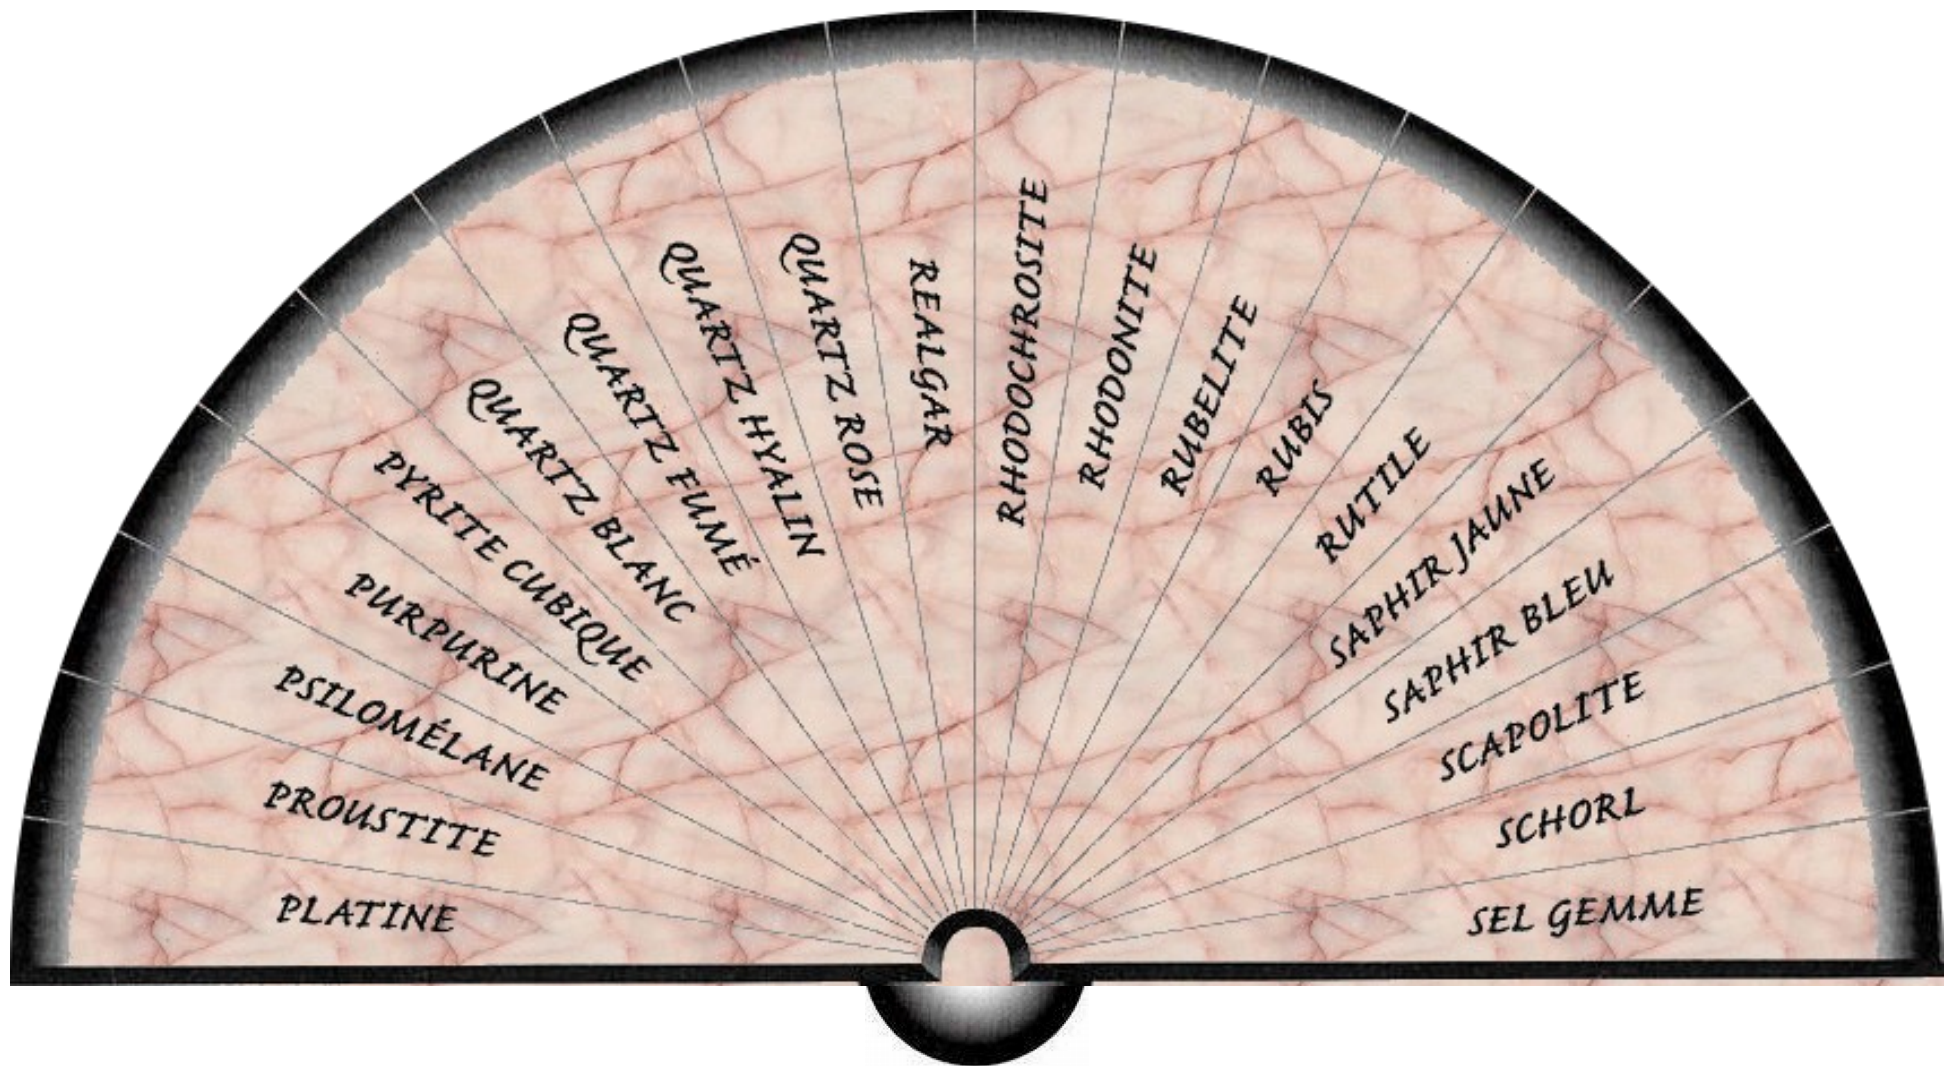 PLATINE
PROUSTITE
PSILOMÉLANE
PURPURINE
PYRITE CUBIQUE
QUARTZ BLANC
QUARTZ FUMÉ
QUARTZ HYALIN
QUARTZ ROSE
REALGAR
RHODOCHROSITE
RHODONITE
RUBELITE
RUBIS
RUTILE
SAPHIR JAUNE
SAPHIR BLEU
SCAPOLITE
SCHORL
SEL GEMME